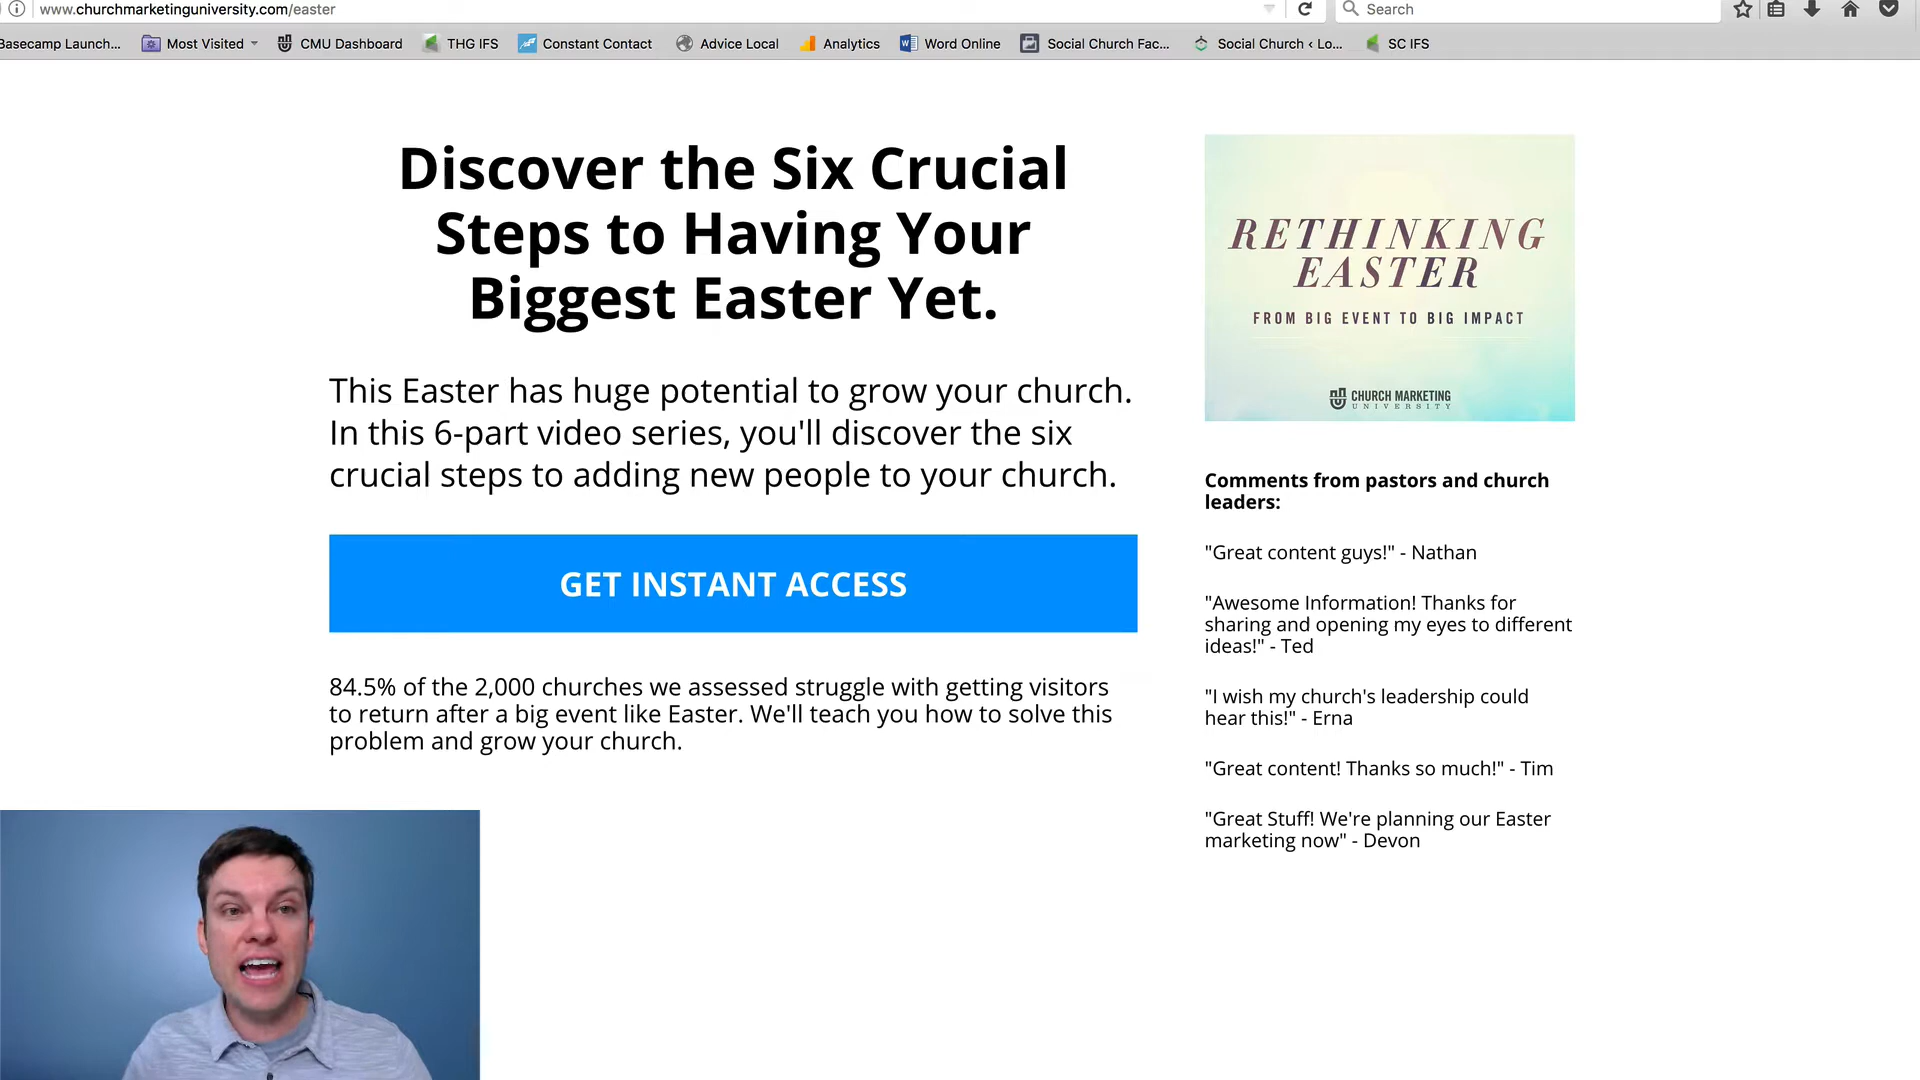 www.churchmarketinguniversity.com/easter
Search
Basecamp Launch...
Most Visited
CMU Dashboard
THG IFS
Constant Contact
Advice Local
Analytics
Word Online
Social Church Fac...
Social Church ‹ Lo...
SC IFS
Discover the Six Crucial
Steps to Having Your
Biggest Easter Yet.
This Easter has huge potential to grow your church.
In this 6-part video series, you'll discover the six
crucial steps to adding new people to your church.
GET INSTANT ACCESS
84.5% of the 2,000 churches we assessed struggle with getting visitors
to return after a big event like Easter. We'll teach you how to solve this
problem and grow your church.
RETHINKING
EASTER
FROM BIG EVENT TO BIG IMPACT
CHURCH MARKETING
UNIVERSITY
Comments from pastors and church
leaders:
"Great content guys!" - Nathan
"Awesome Information! Thanks for
sharing and opening my eyes to different
ideas!" - Ted
"I wish my church's leadership could
hear this!" - Erna
"Great content! Thanks so much!" - Tim
"Great Stuff! We're planning our Easter
marketing now" - Devon